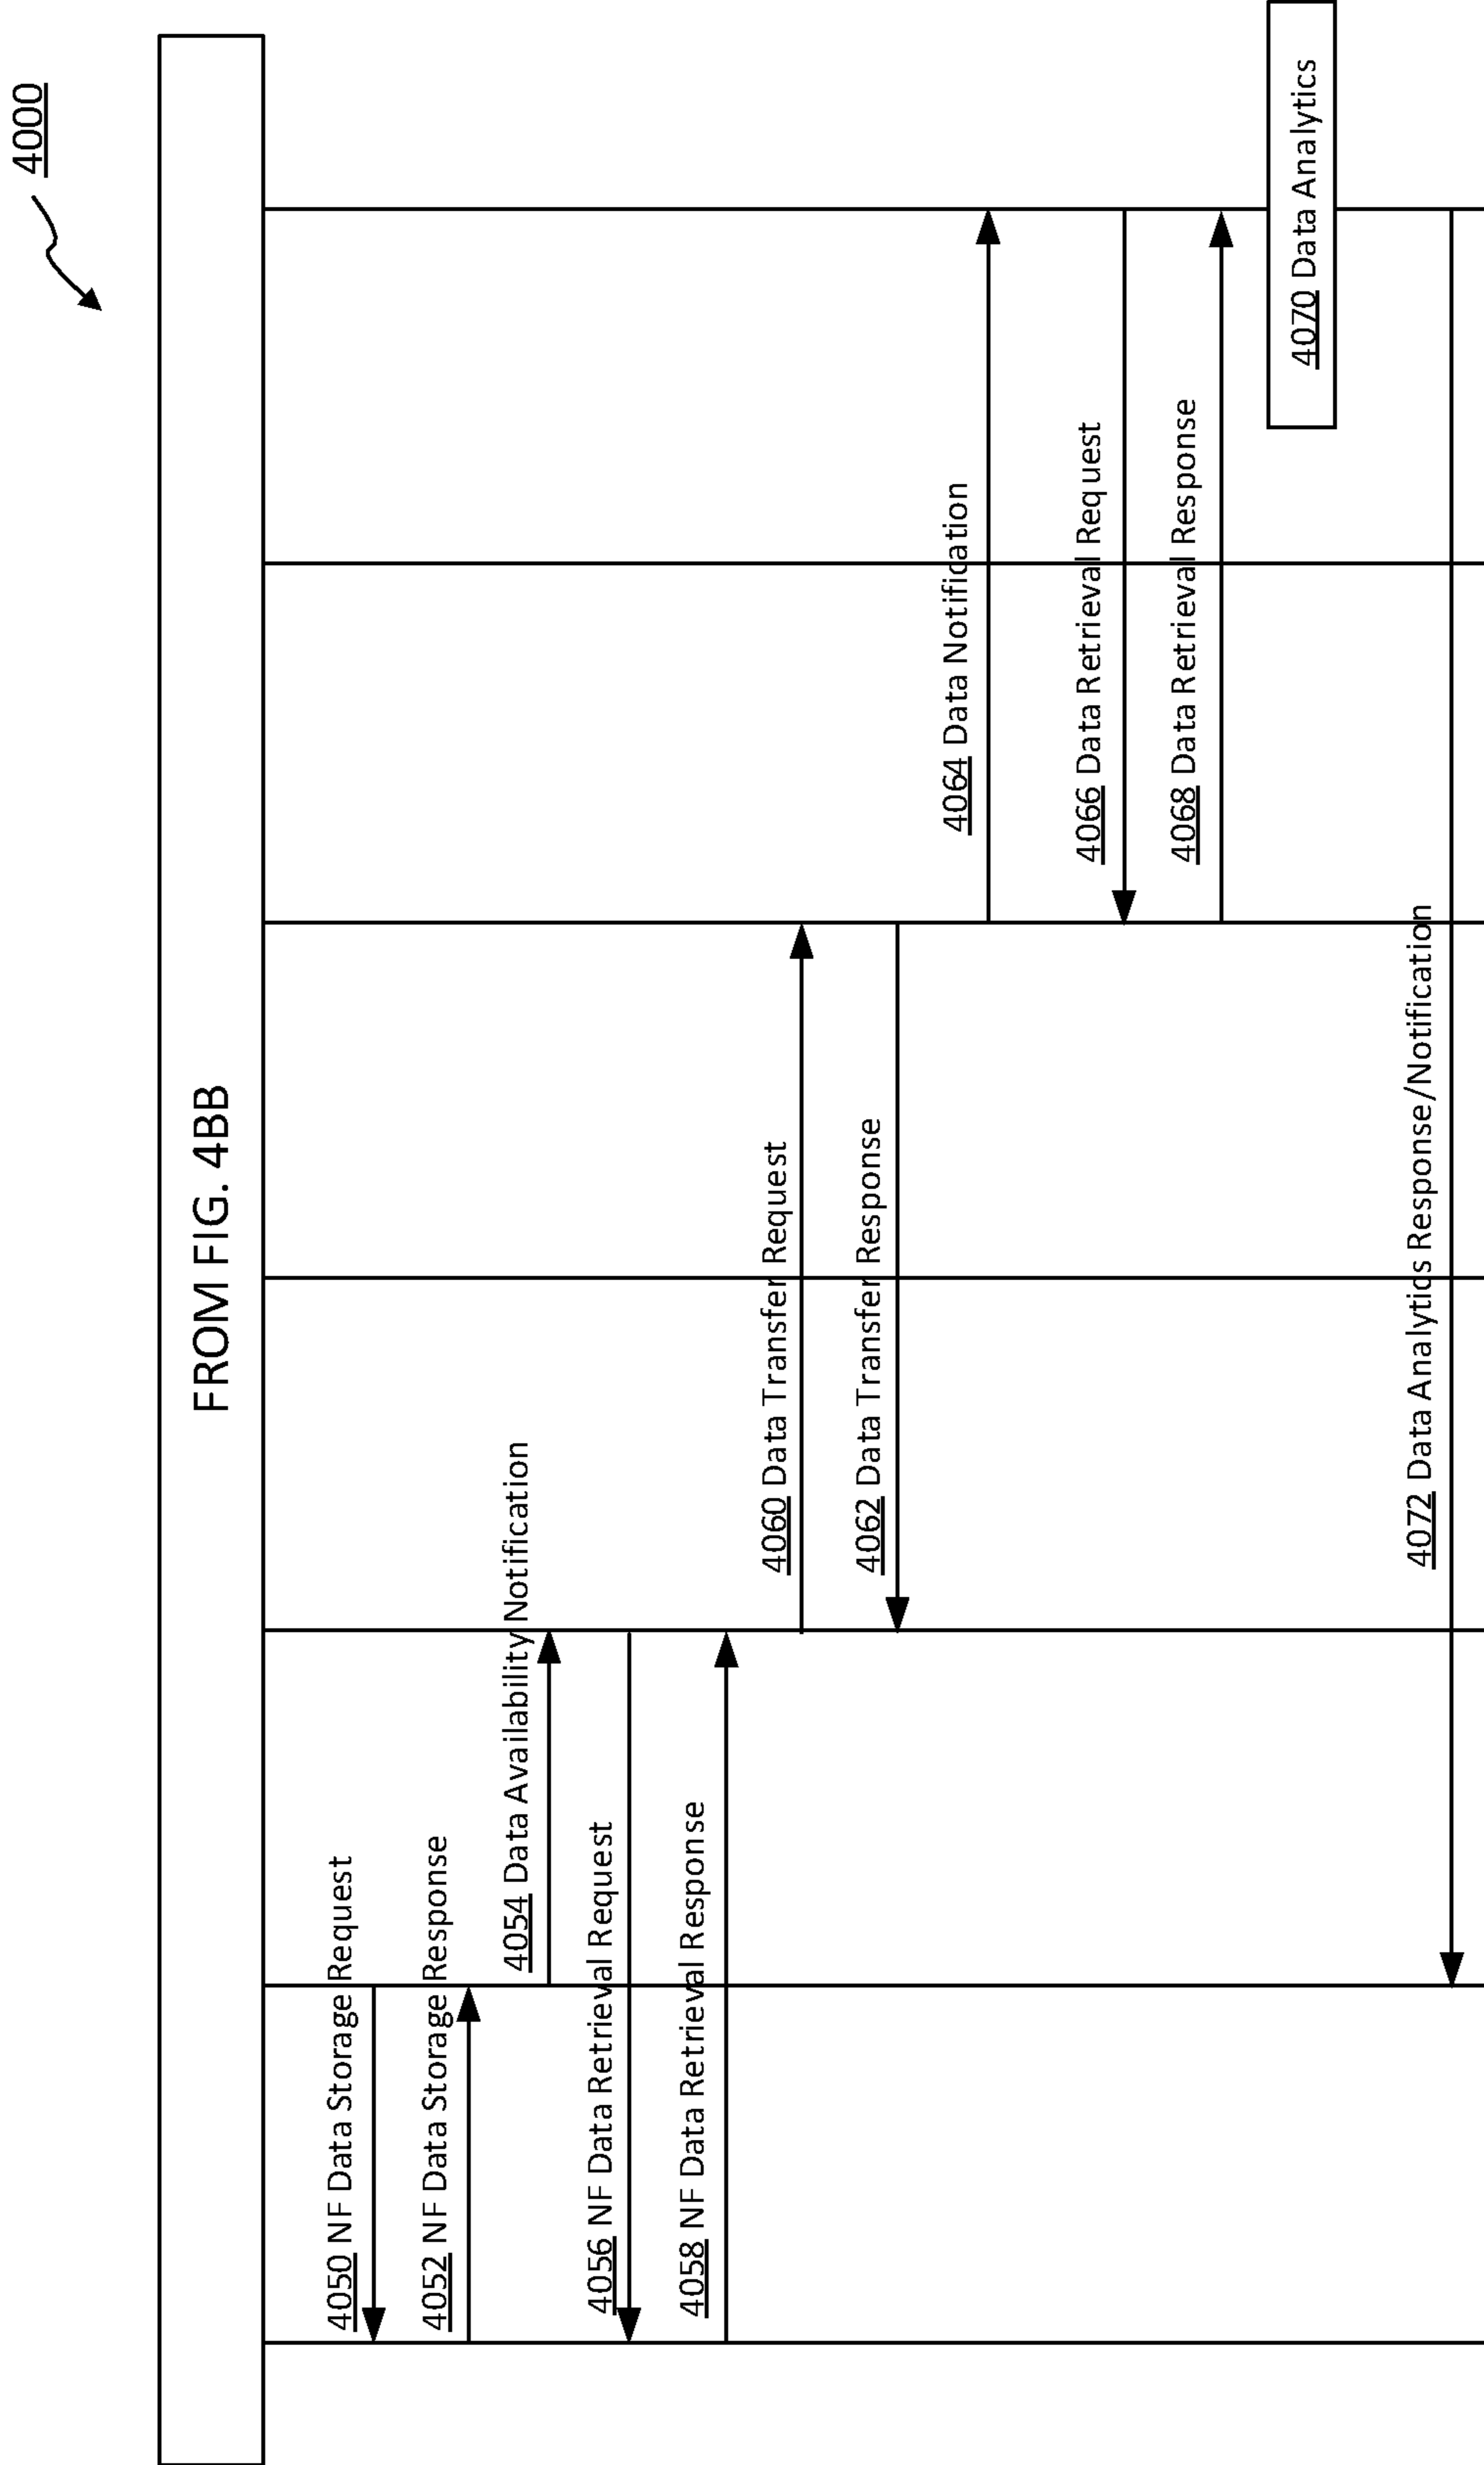 4000
FROM FIG. 4BB
4050 NF Data Storage Request
4052 NF Data Storage Response
4054 Data Availability Notification
4056 NF Data Retrieval Request
4058 NF Data Retrieval Response
4060 Data Transfer Request
4062 Data Transfer Response
4064 Data Notification
4066 Data Retrieval Request
4068 Data Retrieval Response
4070 Data Analytics
4072 Data Analytics Response/Notification